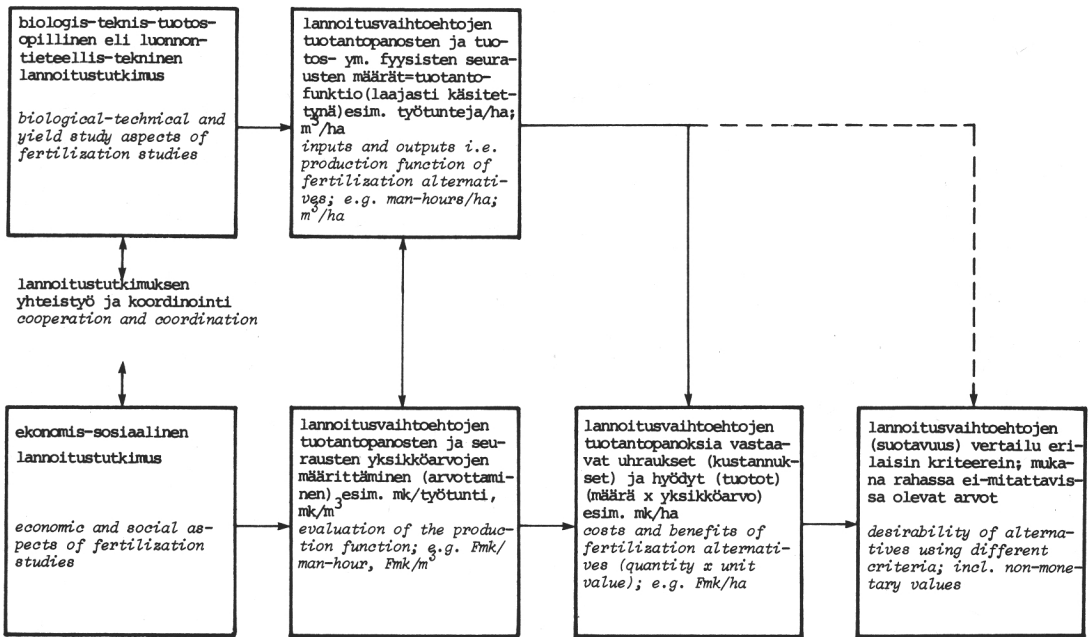 biologis-teknis-tuotos-
opillinen eli luonnon-
tieteellis-tekninen
lannoitustutkimus
biological-technical and
yield study aspects of
fertilization studies
lannoitusvaihtoehtojen
tuotantopanosten ja tuo-
tos- ym. fyysisten seura-
usten määrät=tuotanto-
funktio(laajasti käsitet-
tynä)esim. työtunteja/ha;
m³/ha
inputs and outputs i.e.
production function of
fertilization alternati-
ves; e.g. man-hours/ha;
m³/ha
lannoitustutkimuksen
yhteistyö ja koordinointi
cooperation and coordination
ekonomis-sosiaalinen
lannoitustutkimus
economic and social as-
pects of fertilization
studies
lannoitusvaihtoehtojen
tuotantopanosten ja seu-
rausten yksikköarvojen
määrittäminen (arvottami-
nen) esim. mk/työtunti,
mk/m³
evaluation of the produc-
tion function; e.g. Fmk/
man-hour, Fmk/m³
lannoitusvaihtoehtojen
tuotantopanoksia vastaa-
vat uhraukset (kustannuk-
set) ja hyödyt (tuotot)
(määrä x yksikköarvo)
esim. mk/ha
costs and benefits of
fertilization alternati-
ves (quantity x unit
value); e.g. Fmk/ha
lannoitusvaihtoehtojen
(suotavuus) vertailu eri-
laisin kriteerein; muka-
na rahassa ei-mitattavis-
sa olevat arvot
desirability of alterna-
tives using different
criteria; incl. non-mone-
tary values